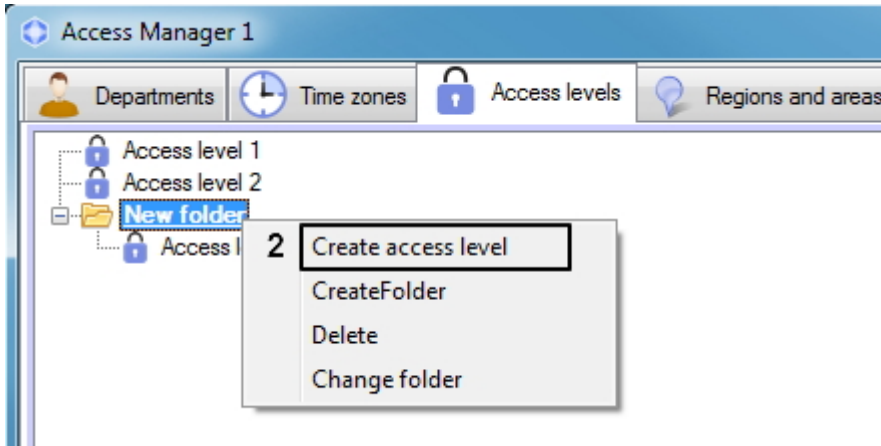 Access Manager 1
Departments Time zones Access levels Regions and areas
Access level 1
Access level 2
New folder
Access l
2 Create access level
CreateFolder
Delete
Change folder